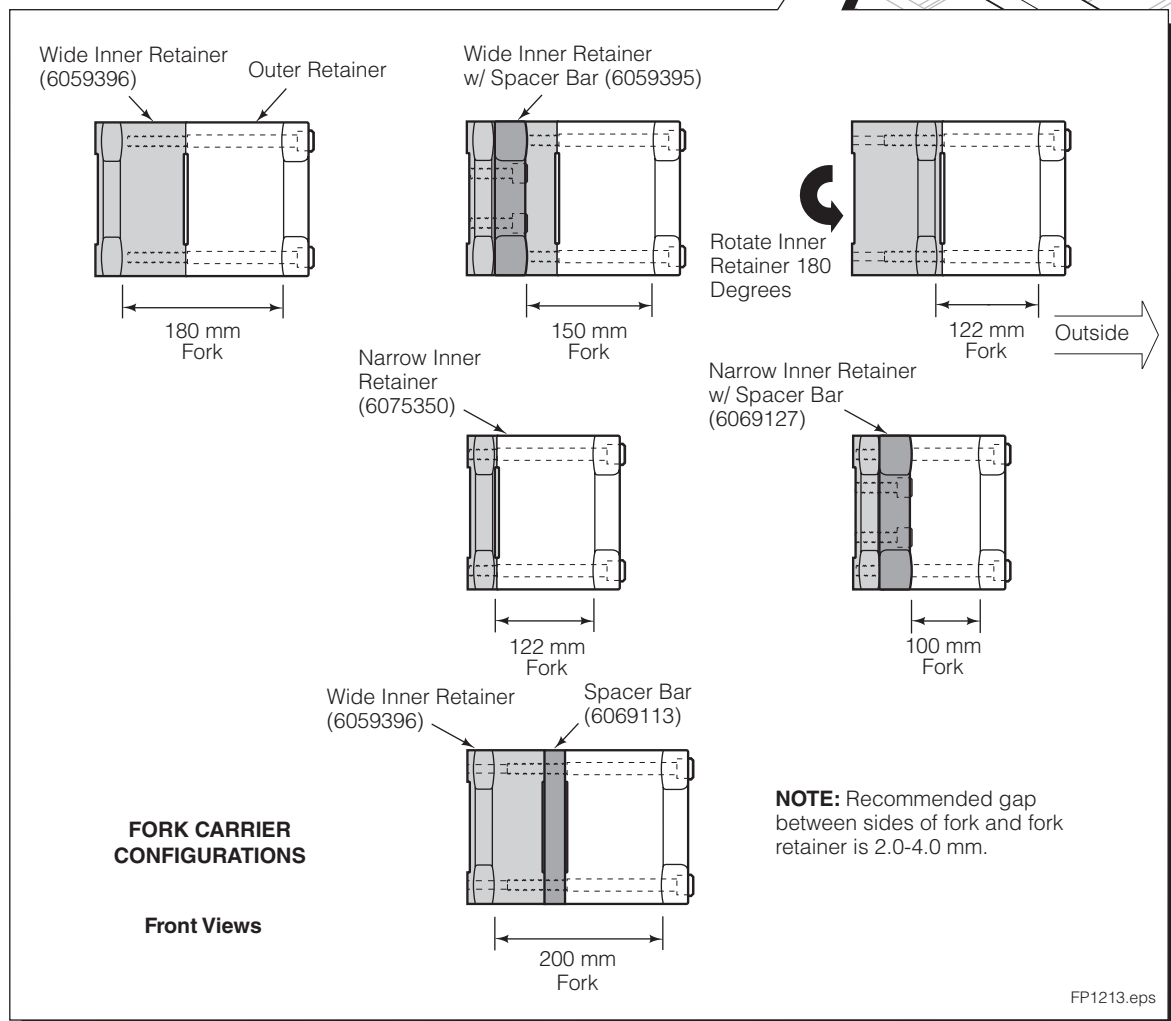 Wide Inner Retainer
(6059396)
Outer Retainer
Wide Inner Retainer
w/ Spacer Bar (6059395)
Rotate Inner
Retainer 180
Degrees
180 mm
Fork
150 mm
Fork
122 mm
Fork
Outside
Narrow Inner
Retainer
(6075350)
Narrow Inner Retainer
w/ Spacer Bar
(6069127)
122 mm
Fork
100 mm
Fork
Wide Inner Retainer
(6059396)
Spacer Bar
(6069113)
FORK CARRIER
CONFIGURATIONS
Front Views
NOTE: Recommended gap
between sides of fork and fork
retainer is 2.0-4.0 mm.
200 mm
Fork
FP1213.eps